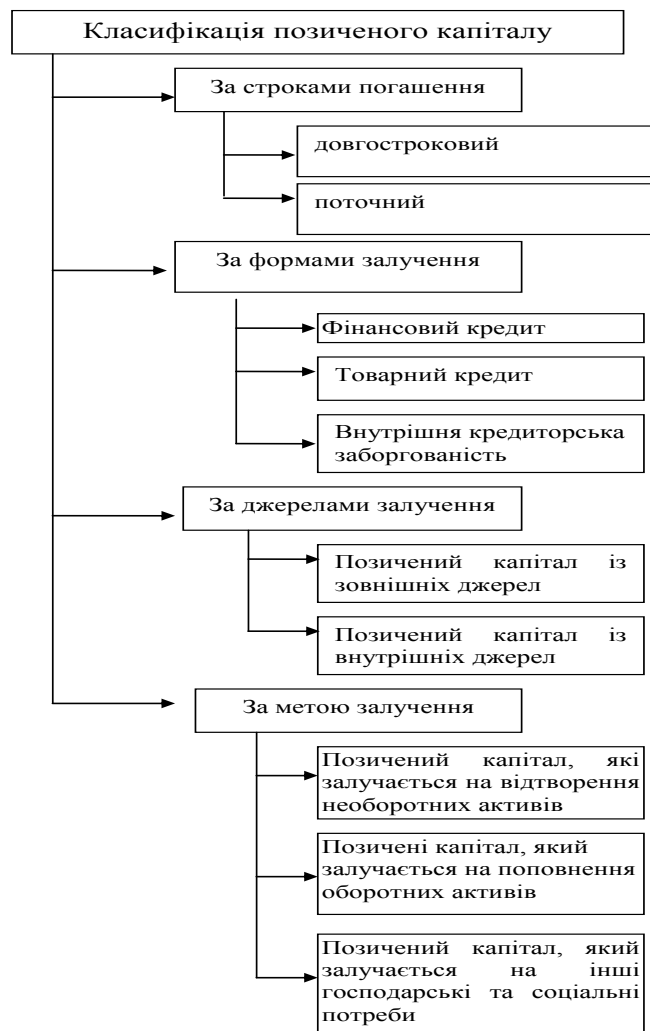 Класифікація позиченого капіталу
За строками погашення
довгостроковий
поточний
За формами залучення
Фінансовий кредит
Товарний кредит
Внутрішня кредиторська
заборгованість
За джерелами залучення
Позичений капітал із
зовнішніх джерел
Позичений капітал із
внутрішніх джерел
За метою залучення
Позичений капітал, які
залучається на відтворення
необоротних активів
Позичені капітал, який
залучається на поповнення
оборотних активів
Позичений капітал, який
залучається на інші
господарські та соціальні
потреби